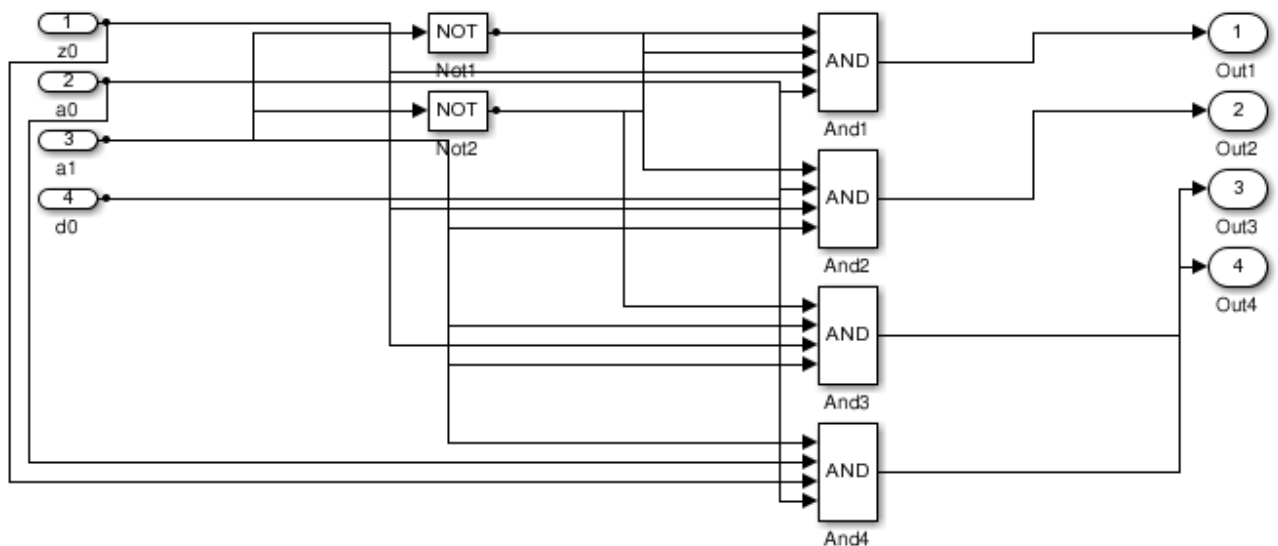 1
z0
2
a0
3
a1
4
d0
NOT
Not1
NOT
Not2
AND
And1
AND
And2
AND
And3
AND
And4
1
Out1
2
Out2
3
Out3
4
Out4